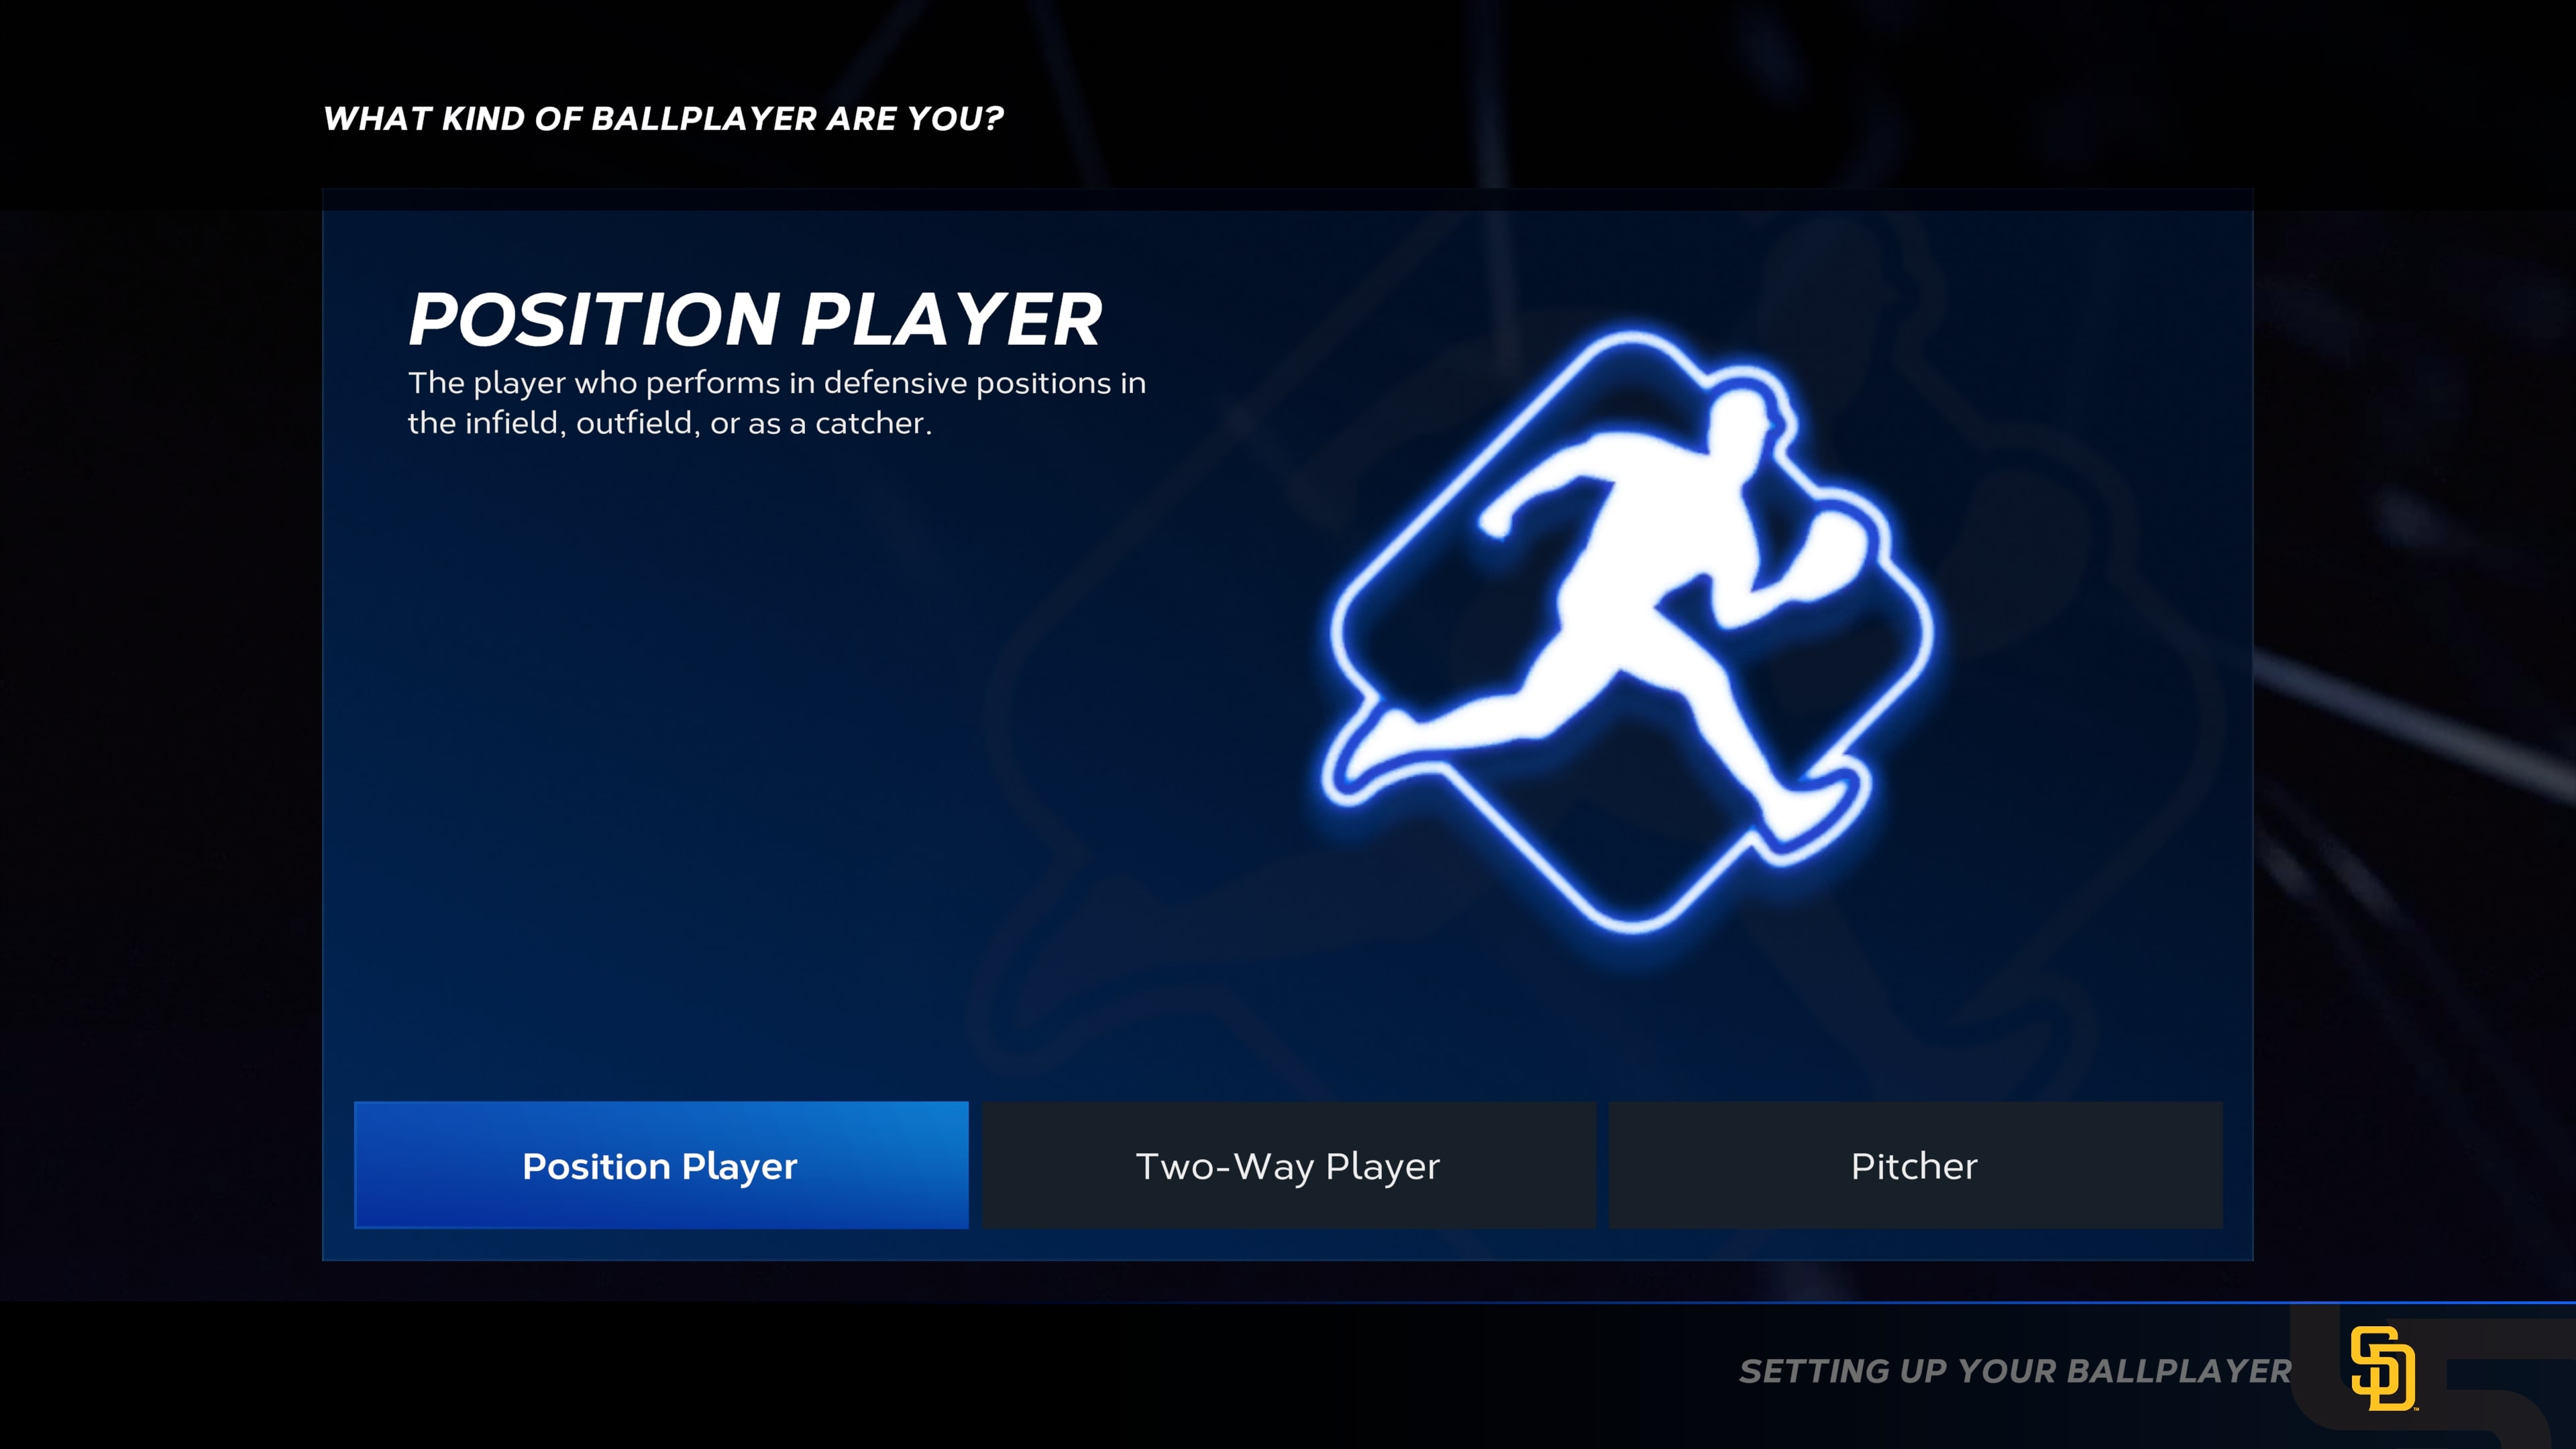 WHAT KIND OF BALLPLAYER ARE YOU?
POSITION PLAYER
The player who performs in defensive positions in
the infield, outfield, or as a catcher.
Position Player
Two-Way Player
Pitcher
SETTING UP YOUR BALLPLAYER
SD